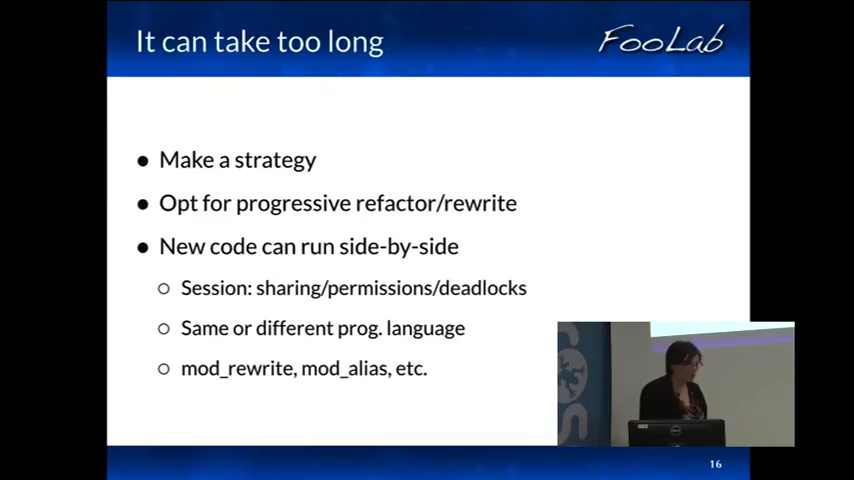 It can take too long
FooLab
● Make a strategy
● Opt for progressive refactor/rewrite
● New code can run side-by-side
○ Session: sharing/permissions/deadlocks
○ Same or different prog. language
○ mod_rewrite, mod_alias, etc.
16